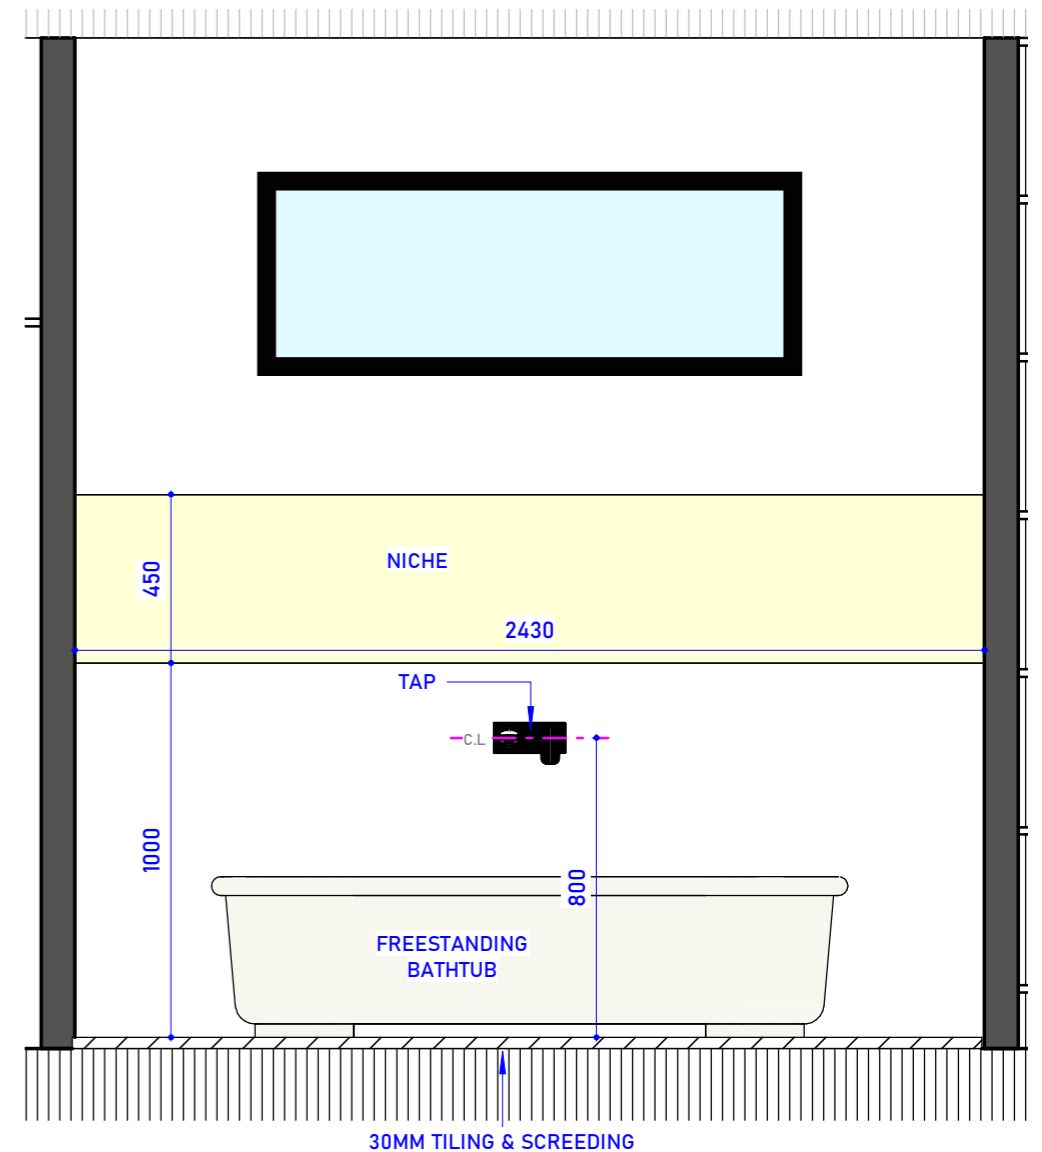 NICHE
450
2430
TAP
C.L
1000
800
FREESTANDING
BATHTUB
30MM TILING & SCREEDING